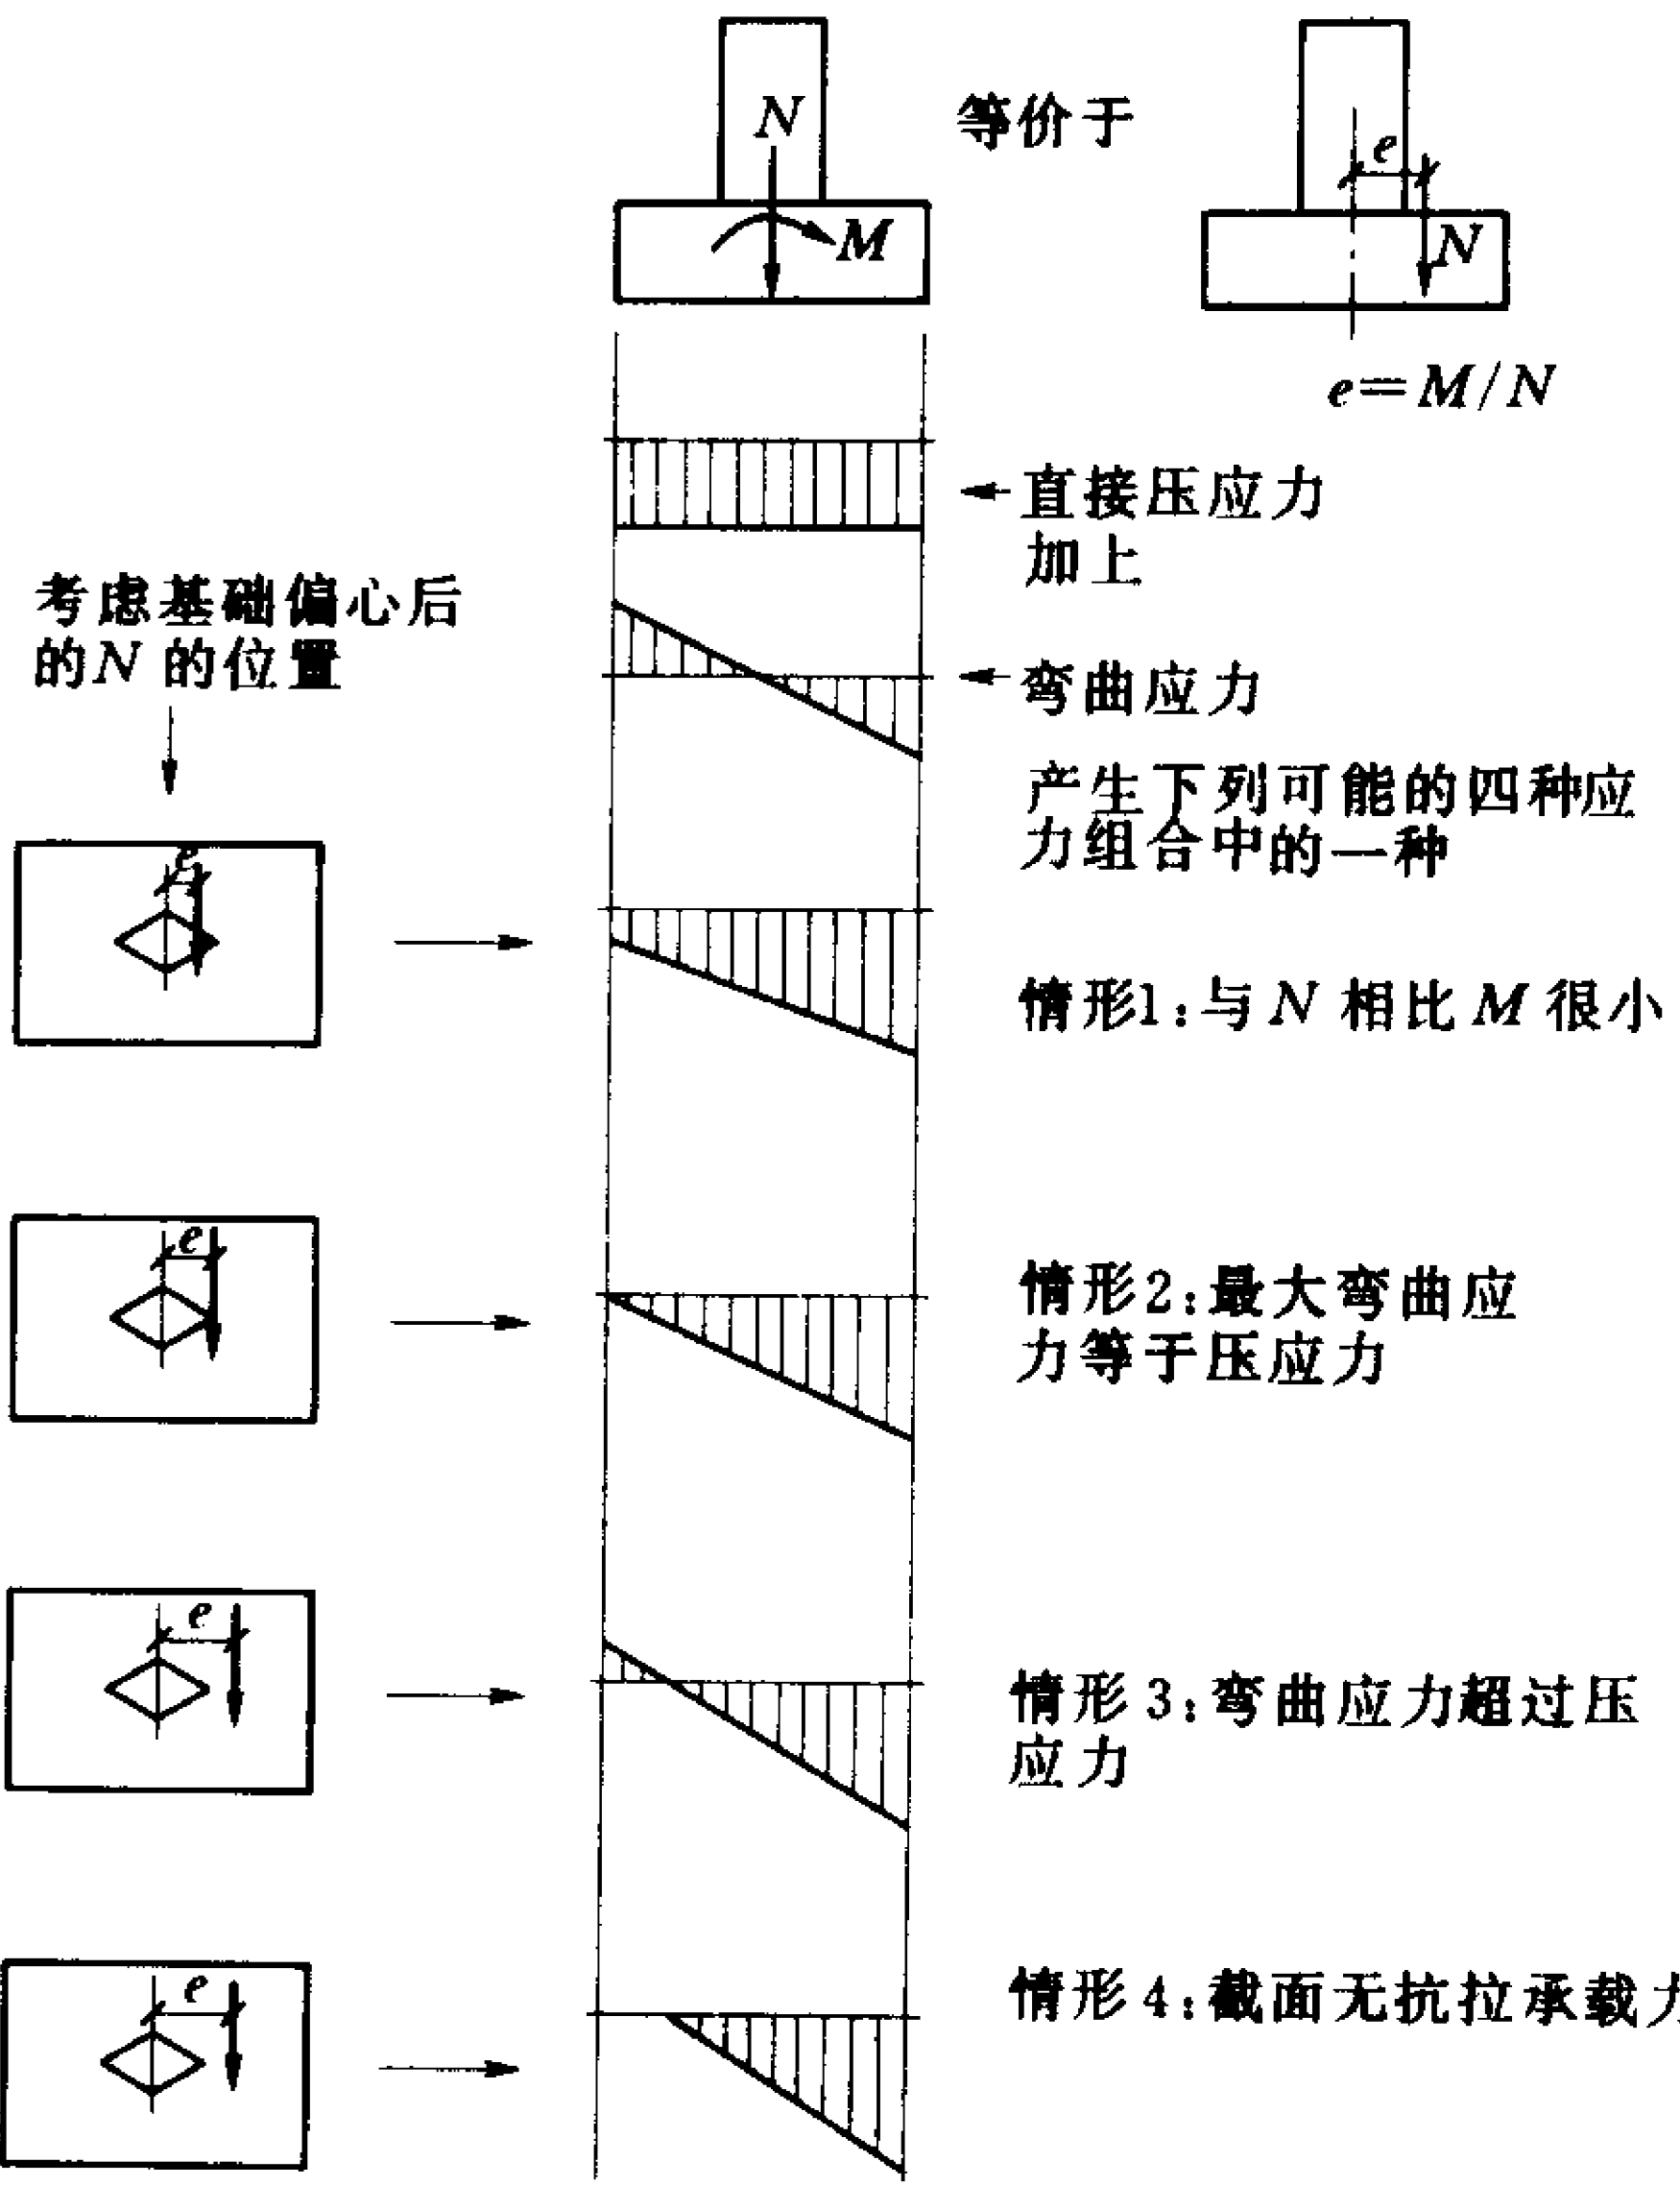 N
等价于
e
M
N
e=M/N
直接压应力
加上
考虑基础偏心后
的N 的位置
弯曲应力
产生下列可能的四种应
力组合中的一种
e
情形1:与 N 相比 M 很小
e
情形2:最大弯曲应
力等于压应力
e
情形3:弯曲应力超过压
应力
e
情形4:截面无抗拉承载力